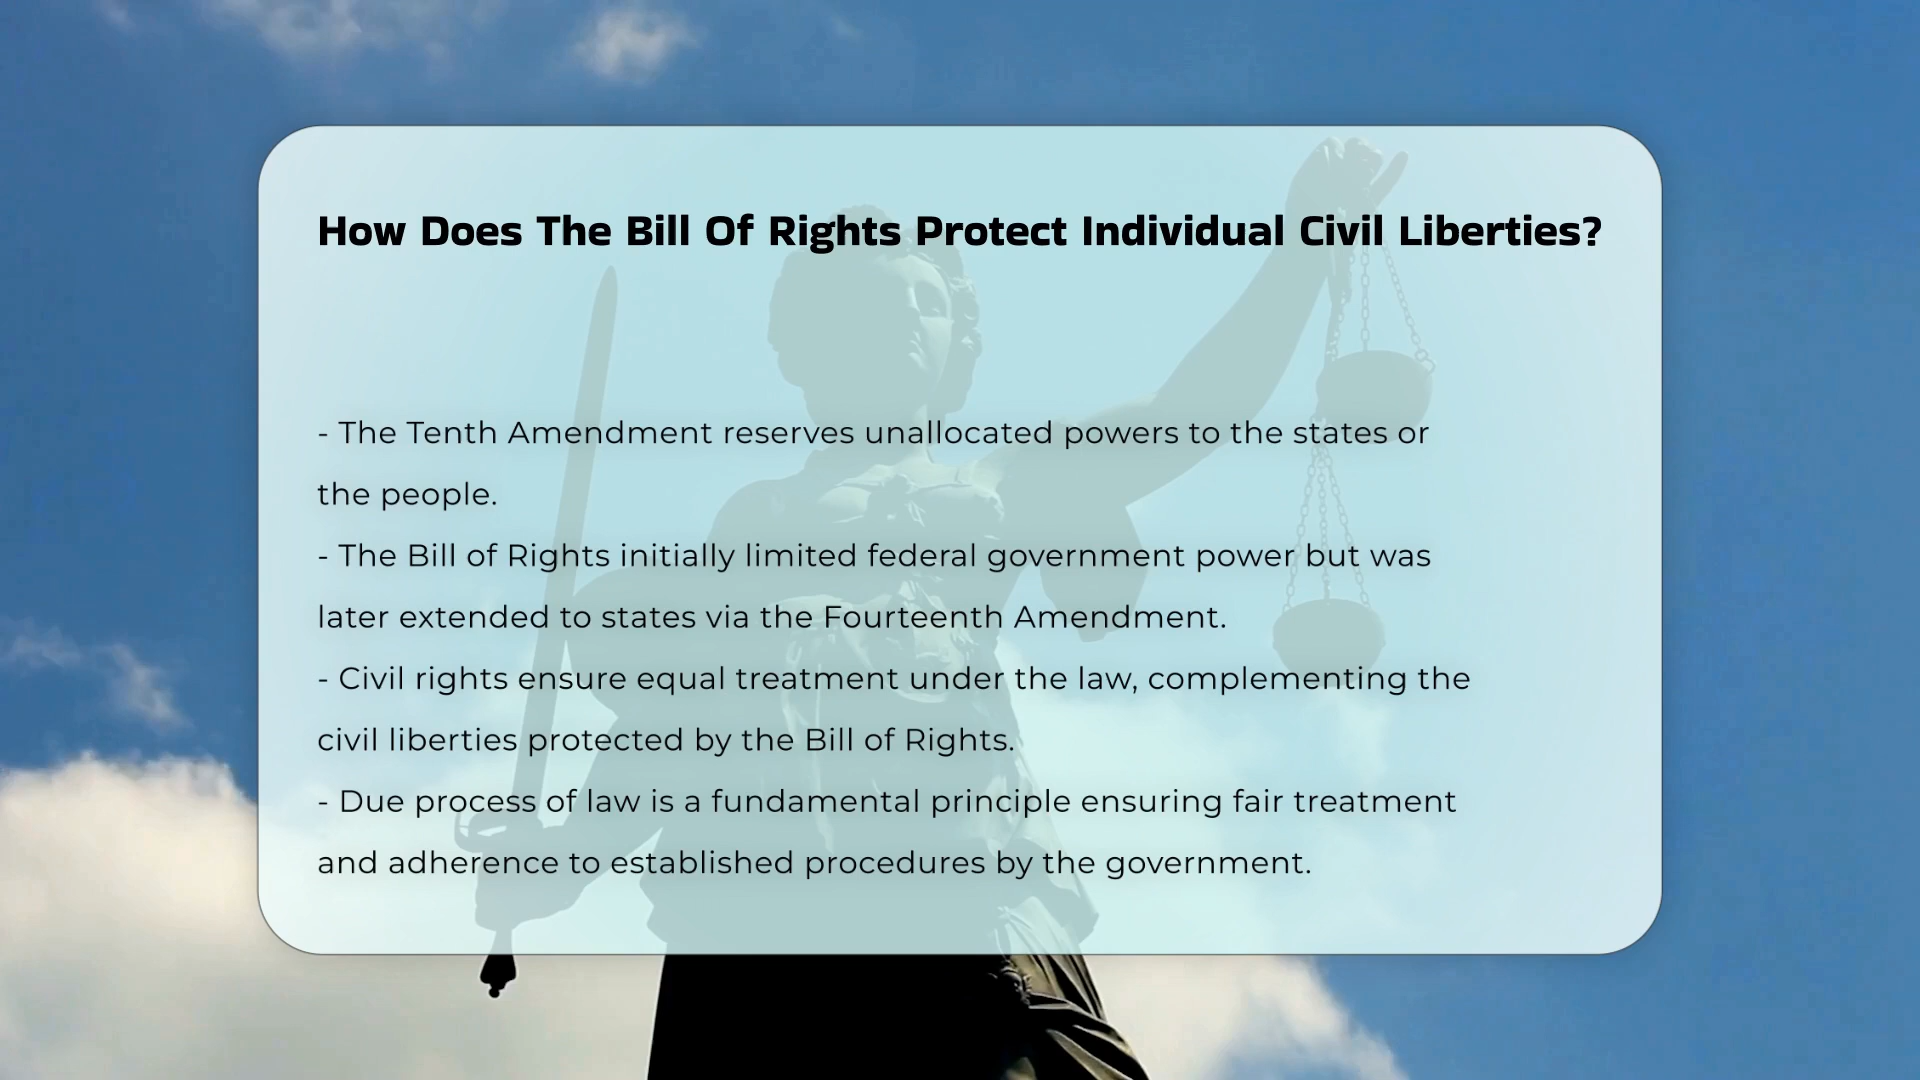 How Does The Bill Of Rights Protect Individual Civil Liberties?
- The Tenth Amendment reserves unallocated powers to the states or
the people.
- The Bill of Rights initially limited federal government power but was
later extended to states via the Fourteenth Amendment.
- Civil rights ensure equal treatment under the law, complementing the
civil liberties protected by the Bill of Rights.
- Due process of law is a fundamental principle ensuring fair treatment
and adherence to established procedures by the government.